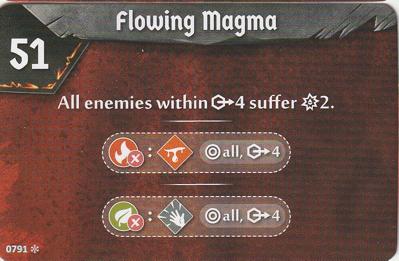 Flowing Magma
51
All enemies within 4 suffer 2.
: all, 4
: all, 4
0791